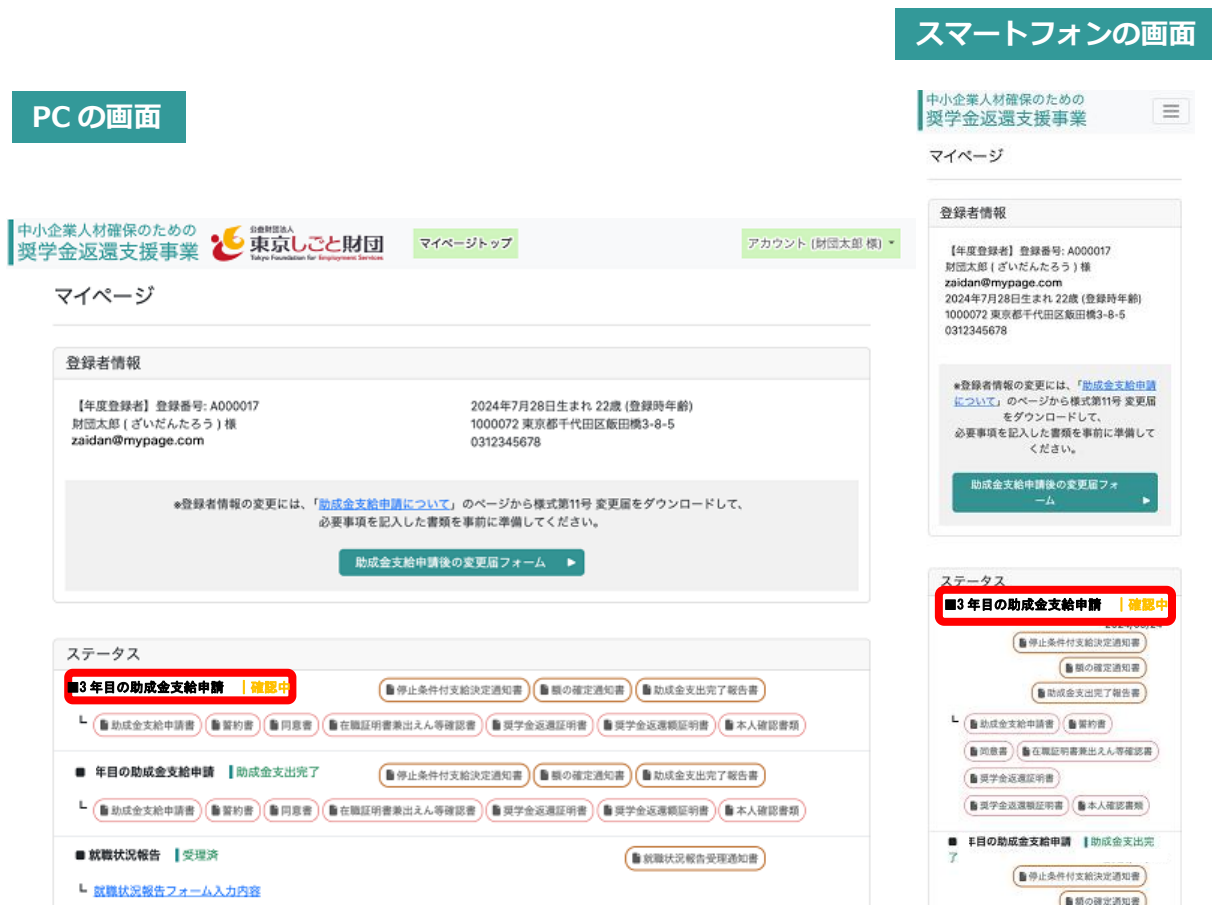 スマートフォンの画面
PC の画面
中小企業人材確保のための
奨学金返還支援事業
公益財団法人
東京しごと財団
Tokyo Foundation for Employment Services
マイページトップ
アカウント (財団太郎 様)
マイページ
登録者情報
【年度登録者】登録番号: A000017
財団太郎 ( ざいだんたろう ) 様
zaidan@mypage.com
2024年7月28日生まれ 22歳 (登録時年齢)
1000072 東京都千代田区飯田橋3-8-5
0312345678
※登録者情報の変更には、「助成金支給申請について」のページから様式第11号 変更届をダウンロードして、
必要事項を記入した書類を事前に準備してください。
助成金支給申請後の変更届フォーム ▶
ステータス
■3 年目の助成金支給申請 ｜確認中
停止条件付支給決定通知書 額の確定通知書 助成金支出完了報告書
┗ 助成金支給申請書 誓約書 同意書 在職証明書兼出えん等確認書 奨学金返還証明書 奨学金返還額証明書 本人確認書類
■ 年目の助成金支給申請 ┃助成金支出完了
停止条件付支給決定通知書 額の確定通知書 助成金支出完了報告書
┗ 助成金支給申請書 誓約書 同意書 在職証明書兼出えん等確認書 奨学金返還証明書 奨学金返還額証明書 本人確認書類
■ 就職状況報告 ┃受理済
就職状況報告受理通知書
┗ 就職状況報告フォーム入力内容
中小企業人材確保のための
奨学金返還支援事業
マイページ
登録者情報
【年度登録者】登録番号: A000017
財団太郎 ( ざいだんたろう ) 様
zaidan@mypage.com
2024年7月28日生まれ 22歳 (登録時年齢)
1000072 東京都千代田区飯田橋3-8-5
0312345678
※登録者情報の変更には、「助成金支給申請
について」のページから様式第11号 変更届
をダウンロードして、
必要事項を記入した書類を事前に準備して
ください。
助成金支給申請後の変更届フォ
ーム ▶
ステータス
■3 年目の助成金支給申請 ｜確認中
停止条件付支給決定通知書
額の確定通知書
助成金支出完了報告書
┗ 助成金支給申請書 誓約書
同意書 在職証明書兼出えん等確認書
奨学金返還証明書
奨学金返還額証明書 本人確認書類
■ 年目の助成金支給申請 ┃助成金支出完
了
停止条件付支給決定通知書
額の確定通知書